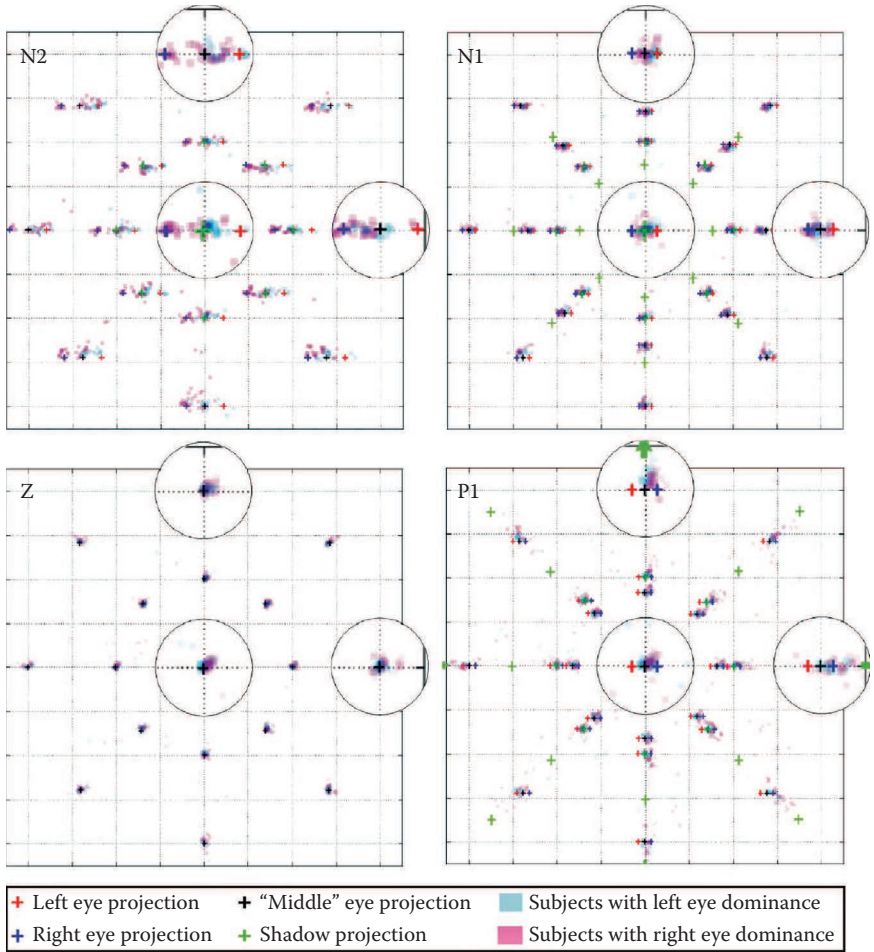 N2
N1
Z
P1
Left eye projection
“Middle” eye projection
Subjects with left eye dominance
Right eye projection
Shadow projection
Subjects with right eye dominance